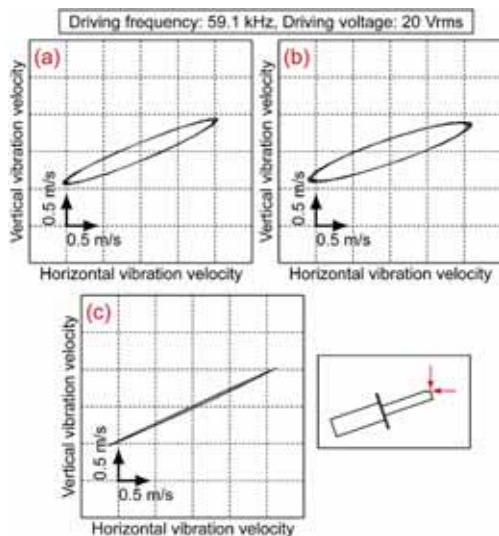 Driving frequency: 59.1 kHz, Driving voltage: 20 Vrms
(a)
Vertical vibration velocity
0.5 m/s
0.5 m/s
Horizontal vibration velocity
(b)
Vertical vibration velocity
0.5 m/s
0.5 m/s
Horizontal vibration velocity
(c)
Vertical vibration velocity
0.5 m/s
0.5 m/s
Horizontal vibration velocity